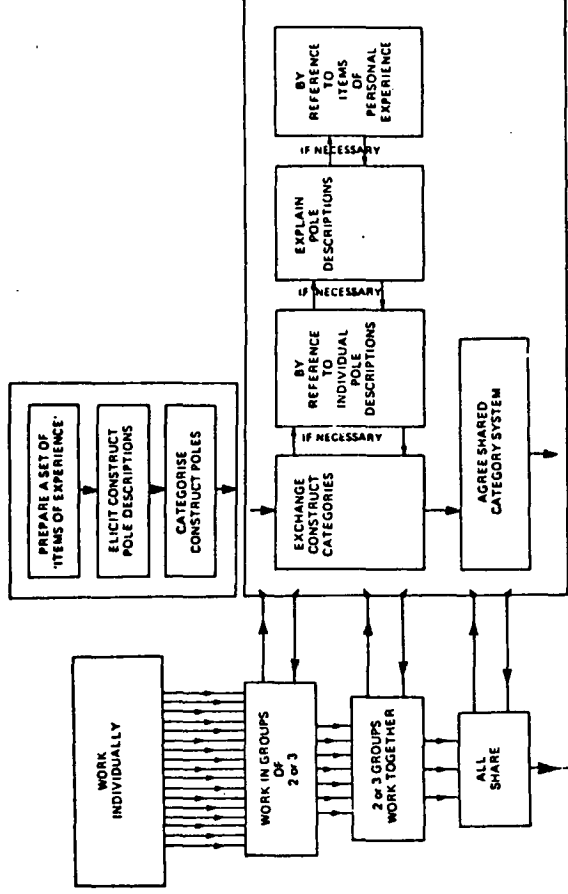 WORK
INDIVIDUALLY
WORK IN GROUPS
OF
2 or 3
2 or 3 GROUPS
WORK TOGETHER
ALL
SHARE
PREPARE A SET OF
'ITEMS OF EXPERIENCE'
ELICIT CONSTRUCT
POLE DESCRIPTIONS
CATEGORISE
CONSTRUCT POLES
EXCHANGE
CONSTRUCT
CATEGORIES
IF NECESSARY
BY
REFERENCE
TO
INDIVIDUAL
POLE
DESCRIPTIONS
IF NECESSARY
EXPLAIN
POLE
DESCRIPTIONS
IF NECESSARY
BY
REFERENCE
TO
ITEMS
OF
PERSONAL
EXPERIENCE
AGREE SHARED
CATEGORY SYSTEM